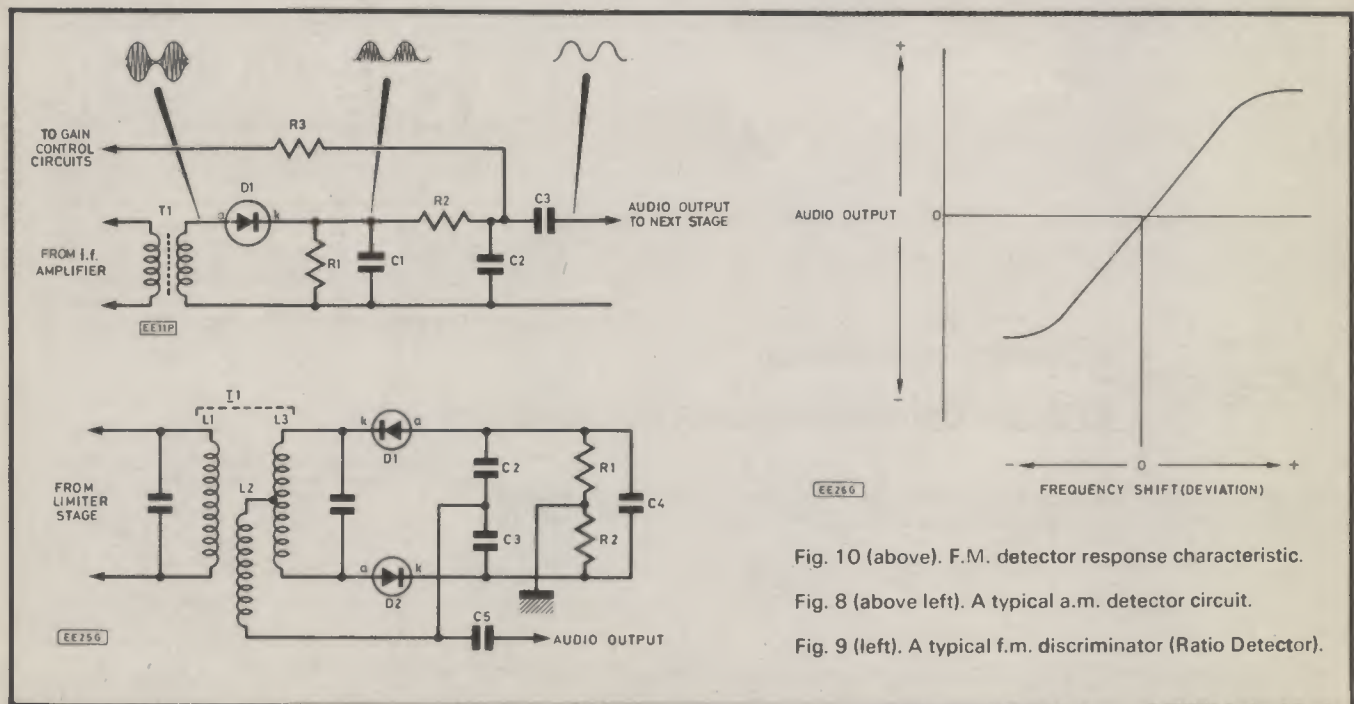 TO GAIN
CONTROL
CIRCUITS
R3
D1
a
k
T1
R2
C3
AUDIO OUTPUT
TO NEXT STAGE
FROM i.f.
AMPLIFIER
R1
C1
C2
EE11P
T1
L1
L3
k
a
D1
C2
R1
L2
FROM
LIMITER
STAGE
C4
C3
R2
a
k
D2
C5
AUDIO OUTPUT
EE25G
+
AUDIO OUTPUT
0
-
- 0 +
EE26G
FREQUENCY SHIFT (DEVIATION)
Fig. 10 (above). F.M. detector response characteristic.
Fig. 8 (above left). A typical a.m. detector circuit.
Fig. 9 (left). A typical f.m. discriminator (Ratio Detector).